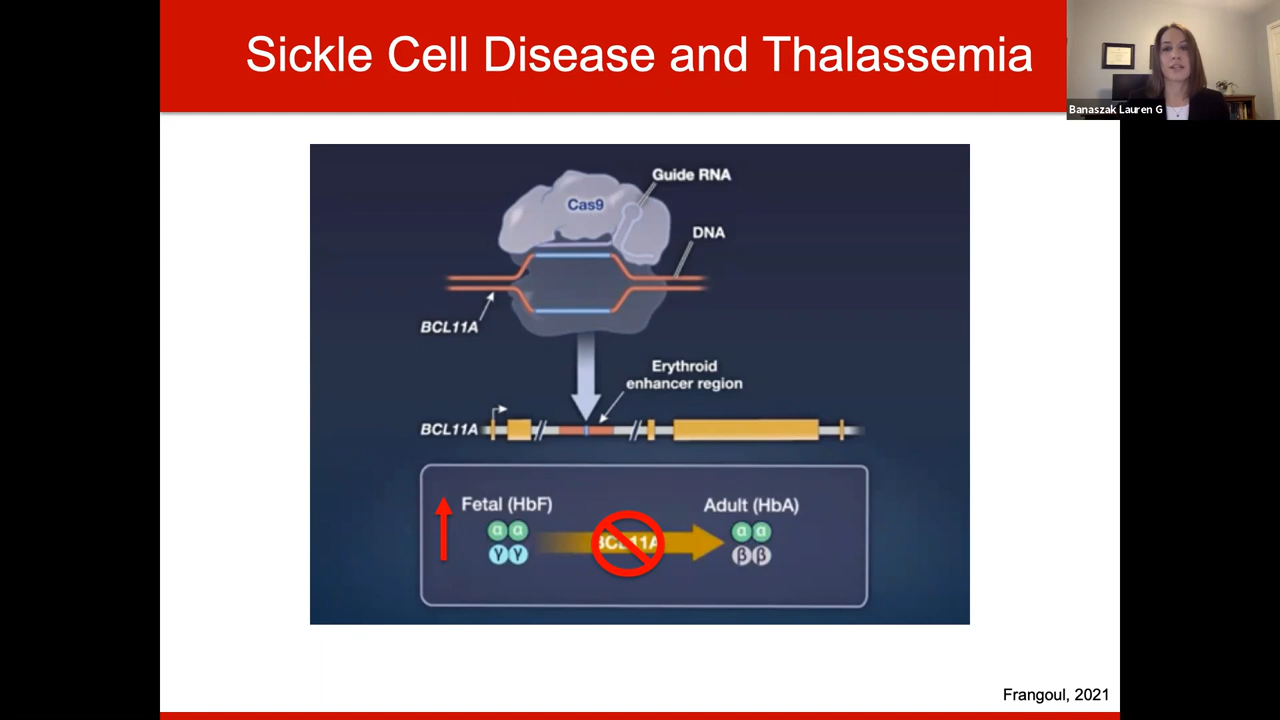 Sickle Cell Disease and Thalassemia
Banaszak Lauren G
Guide RNA
Cas9
DNA
BCL11A
Erythroid
enhancer region
BCL11A
Fetal (HbF)
Adult (HbA)
α α
α α
BCL11A
γ γ
β β
Frangoul, 2021